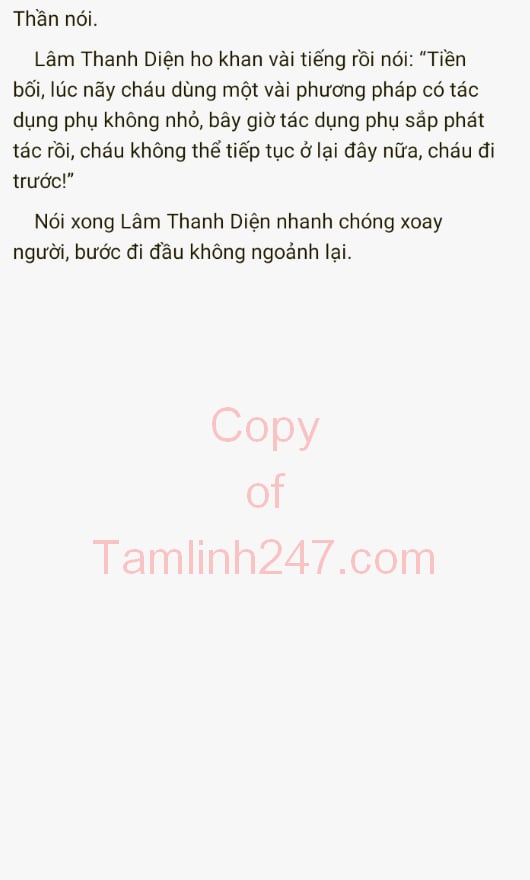 Thần nói.
Lâm Thanh Diện ho khan vài tiếng rồi nói: “Tiền
bối, lúc nãy cháu dùng một vài phương pháp có tác
dụng phụ không nhỏ, bây giờ tác dụng phụ sắp phát
tác rồi, cháu không thể tiếp tục ở lại đây nữa, cháu đi
trước!”
Nói xong Lâm Thanh Diện nhanh chóng xoay
người, bước đi đầu không ngoảnh lại.
Copy
of
Tamlinh247.com